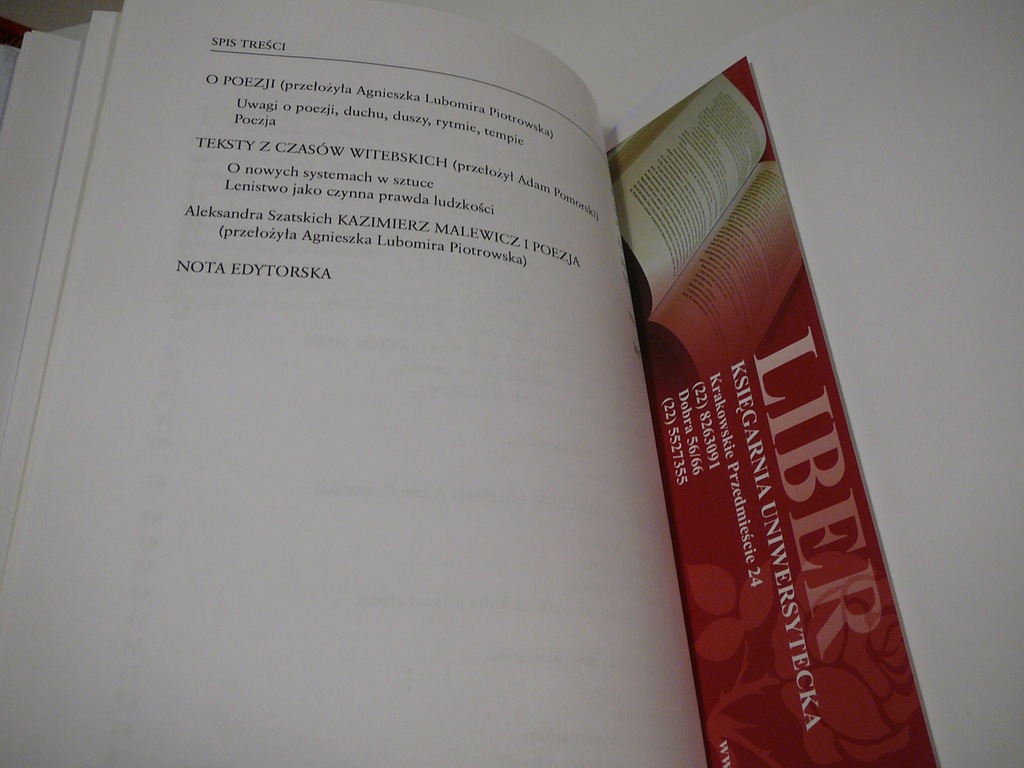 SPIS TREŚCI
O POEZJI (przełożyła Agnieszka Lubomira Piotrowska)
Uwagi o poezji, duchu, duszy, rytmie, tempie
Poezja
TEKSTY Z CZASÓW WITEBSKICH (przełożył Adam Pomorski)
O nowych systemach w sztuce
Lenistwo jako czynna prawda ludzkości
Aleksandra Szatskich KAZIMIERZ MALEWICZ I POEZJA
(przełożyła Agnieszka Lubomira Piotrowska)
NOTA EDYTORSKA
LIBER
KSIĘGARNIA UNIWERSYTECKA
Krakowskie Przedmieście 24
(22) 8263091
Dobra 56/66
(22) 5527355